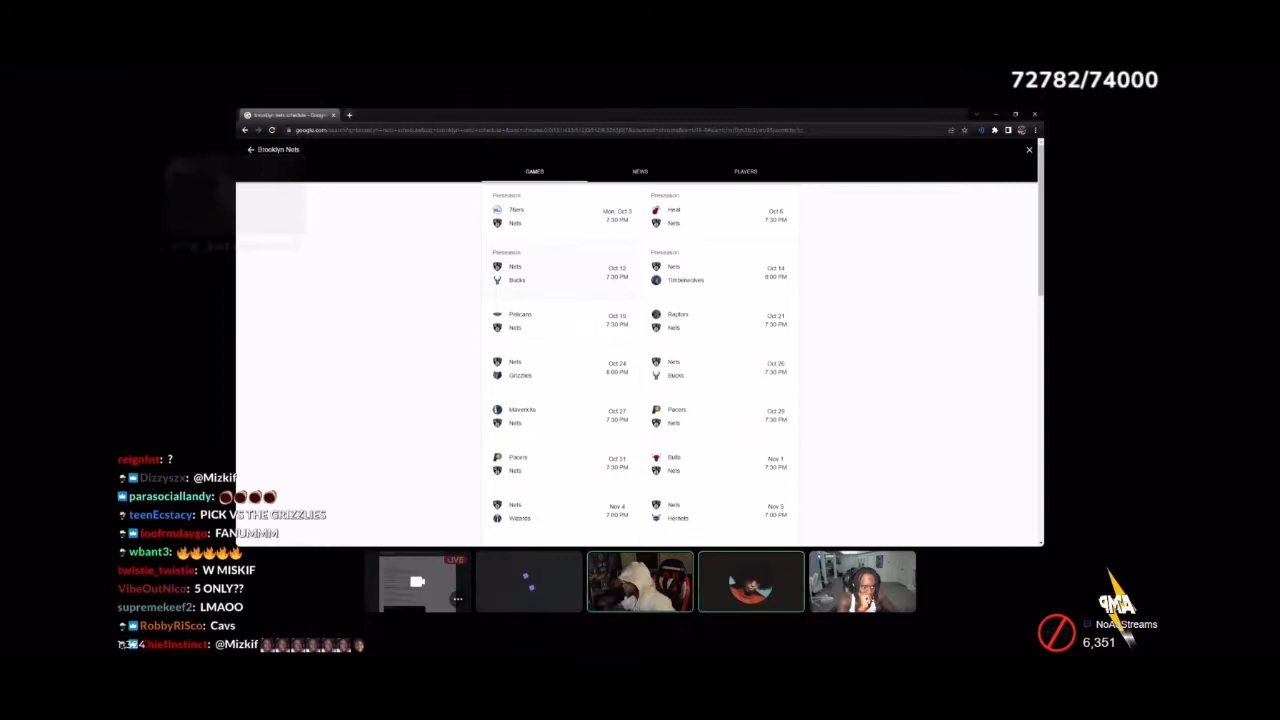 72782/74000
brooklyn nets schedule - Googl
Brooklyn Nets
GAMES
NEWS
PLAYERS
Preseason
76ers
Nets
Mon, Oct 3
7:30 PM
Preseason
Heat
Nets
Oct 6
7:30 PM
Preseason
Nets
Bucks
Oct 12
7:30 PM
Nets
Timberwolves
Oct 14
8:00 PM
Pelicans
Nets
Oct 19
7:30 PM
Raptors
Nets
Oct 21
7:30 PM
Nets
Grizzlies
Oct 24
8:00 PM
Nets
Bucks
Oct 26
7:30 PM
Mavericks
Nets
Oct 27
7:30 PM
Pacers
Nets
Oct 29
7:30 PM
Pacers
Nets
Oct 31
7:30 PM
Bulls
Nets
Nov 1
7:30 PM
Nets
Wizards
Nov 4
7:00 PM
Nets
Hornets
Nov 5
7:00 PM
reignfnt: ?
Dizzyszx: @Mizkif
parasociallandy:
teenEcstacy: PICK VS THE GRIZZLIES
foofrmdaygo: FANUMMM
wbant3:
twistie_twistie: W MISKIF
VibeOutNico: 5 ONLY??
supremekeef2: LMAOO
RobbyRiSco: Cavs
ChiefInstinct: @Mizkif
LIVE
AMP
6,351